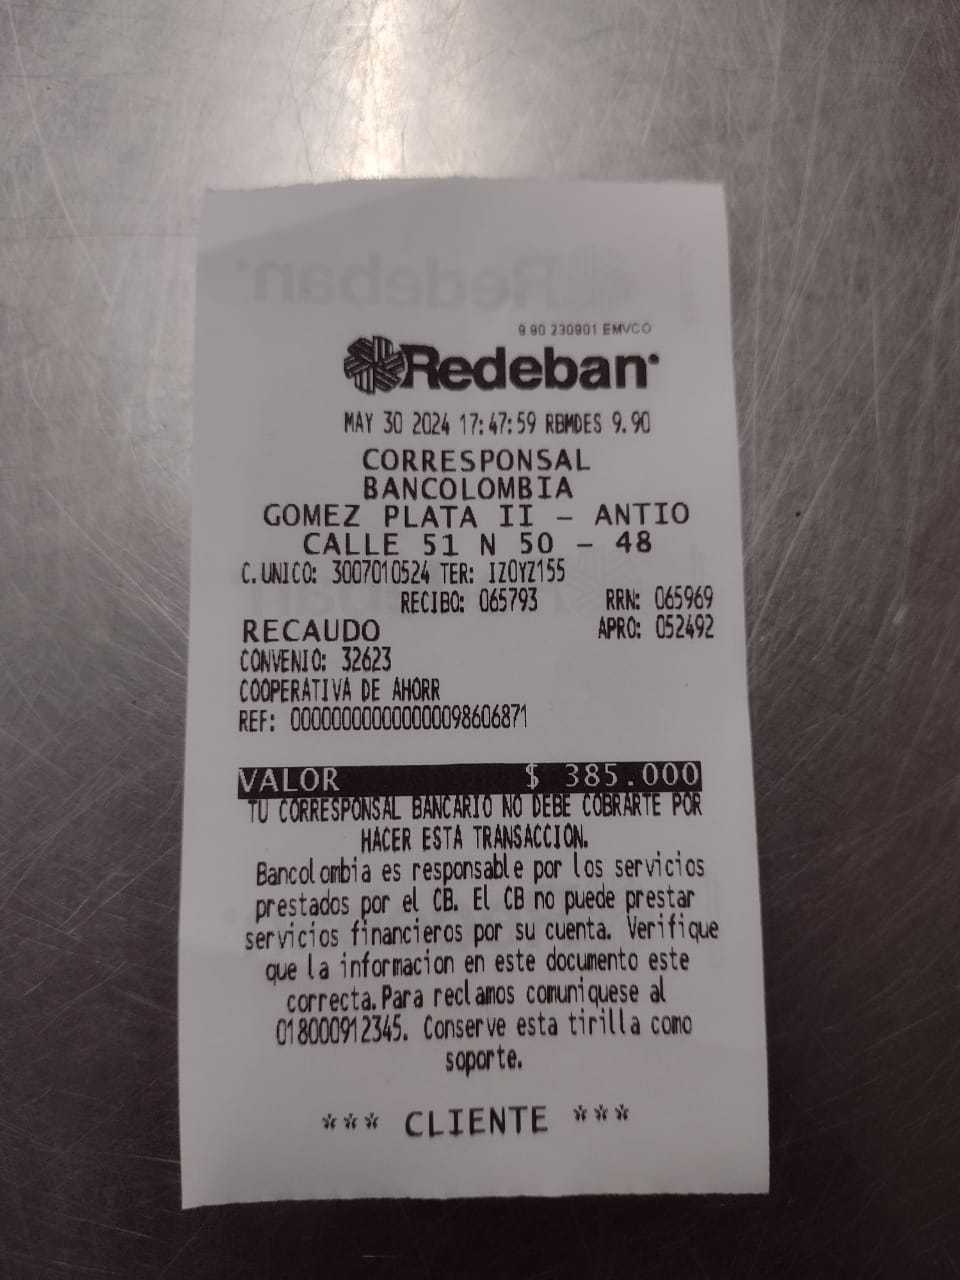 9.90 230901 EMVCO
Redeban
MAY 30 2024 17:47:59 RBMDES 9.90
CORRESPONSAL
BANCOLOMBIA
GOMEZ PLATA II - ANTIO
CALLE 51 N 50 - 48
C.UNICO: 3007010524 TER: IZOYZ155
RECIBO: 065793 RRN: 065969
RECAUDO APRO: 052492
CONVENIO: 32623
COOPERATIVA DE AHORR
REF: 000000000000000098606871
VALOR $ 385.000
TU CORRESPONSAL BANCARIO NO DEBE COBRARTE POR
HACER ESTA TRANSACCION.
Bancolombia es responsable por los servicios
prestados por el CB. El CB no puede prestar
servicios financieros por su cuenta. Verifique
que la informacion en este documento este
correcta.Para reclamos comuniquese al
018000912345. Conserve esta tirilla como
soporte.
*** CLIENTE ***